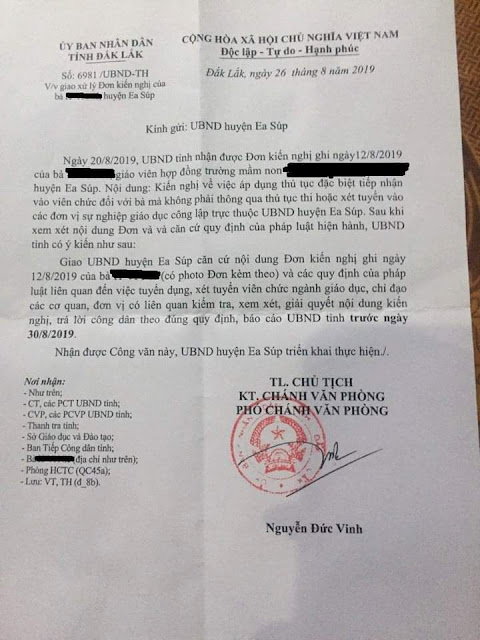 ỦY BAN NHÂN DÂN
TỈNH ĐẮK LẮK
Số: 6981 /UBND-TH
V/v giao xử lý Đơn kiến nghị của
bà huyện Ea Súp
CỘNG HÒA XÃ HỘI CHỦ NGHĨA VIỆT NAM
Độc lập - Tự do - Hạnh phúc
Đắk Lắk, ngày 26 tháng 8 năm 2019
Kính gửi: UBND huyện Ea Súp
Ngày 20/8/2019, UBND tỉnh nhận được Đơn kiến nghị ghi ngày12/8/2019
của bà giáo viên hợp đồng trường mầm non
huyện Ea Súp. Nội dung: Kiến nghị về việc áp dụng thủ tục đặc biệt tiếp nhận
vào viên chức đối với bà mà không phải thông qua thủ tục thi hoặc xét tuyển vào
các đơn vị sự nghiệp giáo dục công lập trực thuộc UBND huyện Ea Súp. Sau khi
xem xét nội dung Đơn và và căn cứ quy định của pháp luật hiện hành, UBND
tỉnh có ý kiến như sau:
Giao UBND huyện Ea Súp căn cứ nội dung Đơn kiến nghị ghi ngày
12/8/2019 của bà (có photo Đơn kèm theo) và các quy định của pháp
luật liên quan đến việc tuyển dụng, xét tuyển viên chức ngành giáo dục, chỉ đạo
các cơ quan, đơn vị có liên quan kiểm tra, xem xét, giải quyết nội dung kiến
nghị, trả lời công dân theo đúng quy định, báo cáo UBND tỉnh trước ngày
30/8/2019.
Nhận được Công văn này, UBND huyện Ea Súp triển khai thực hiện./.
Nơi nhận:
- Như trên;
- CT, các PCT UBND tỉnh;
- CVP, các PCVP UBND tỉnh;
- Thanh tra tỉnh;
- Sở Giáo dục và Đào tạo;
- Ban Tiếp Công dân tỉnh;
- Bà (địa chỉ như trên);
- Phòng HCTC (QC45a);
- Lưu: VT, TH (d_8b).
TL. CHỦ TỊCH
KT. CHÁNH VĂN PHÒNG
PHÓ CHÁNH VĂN PHÒNG
Nguyễn Đức Vinh